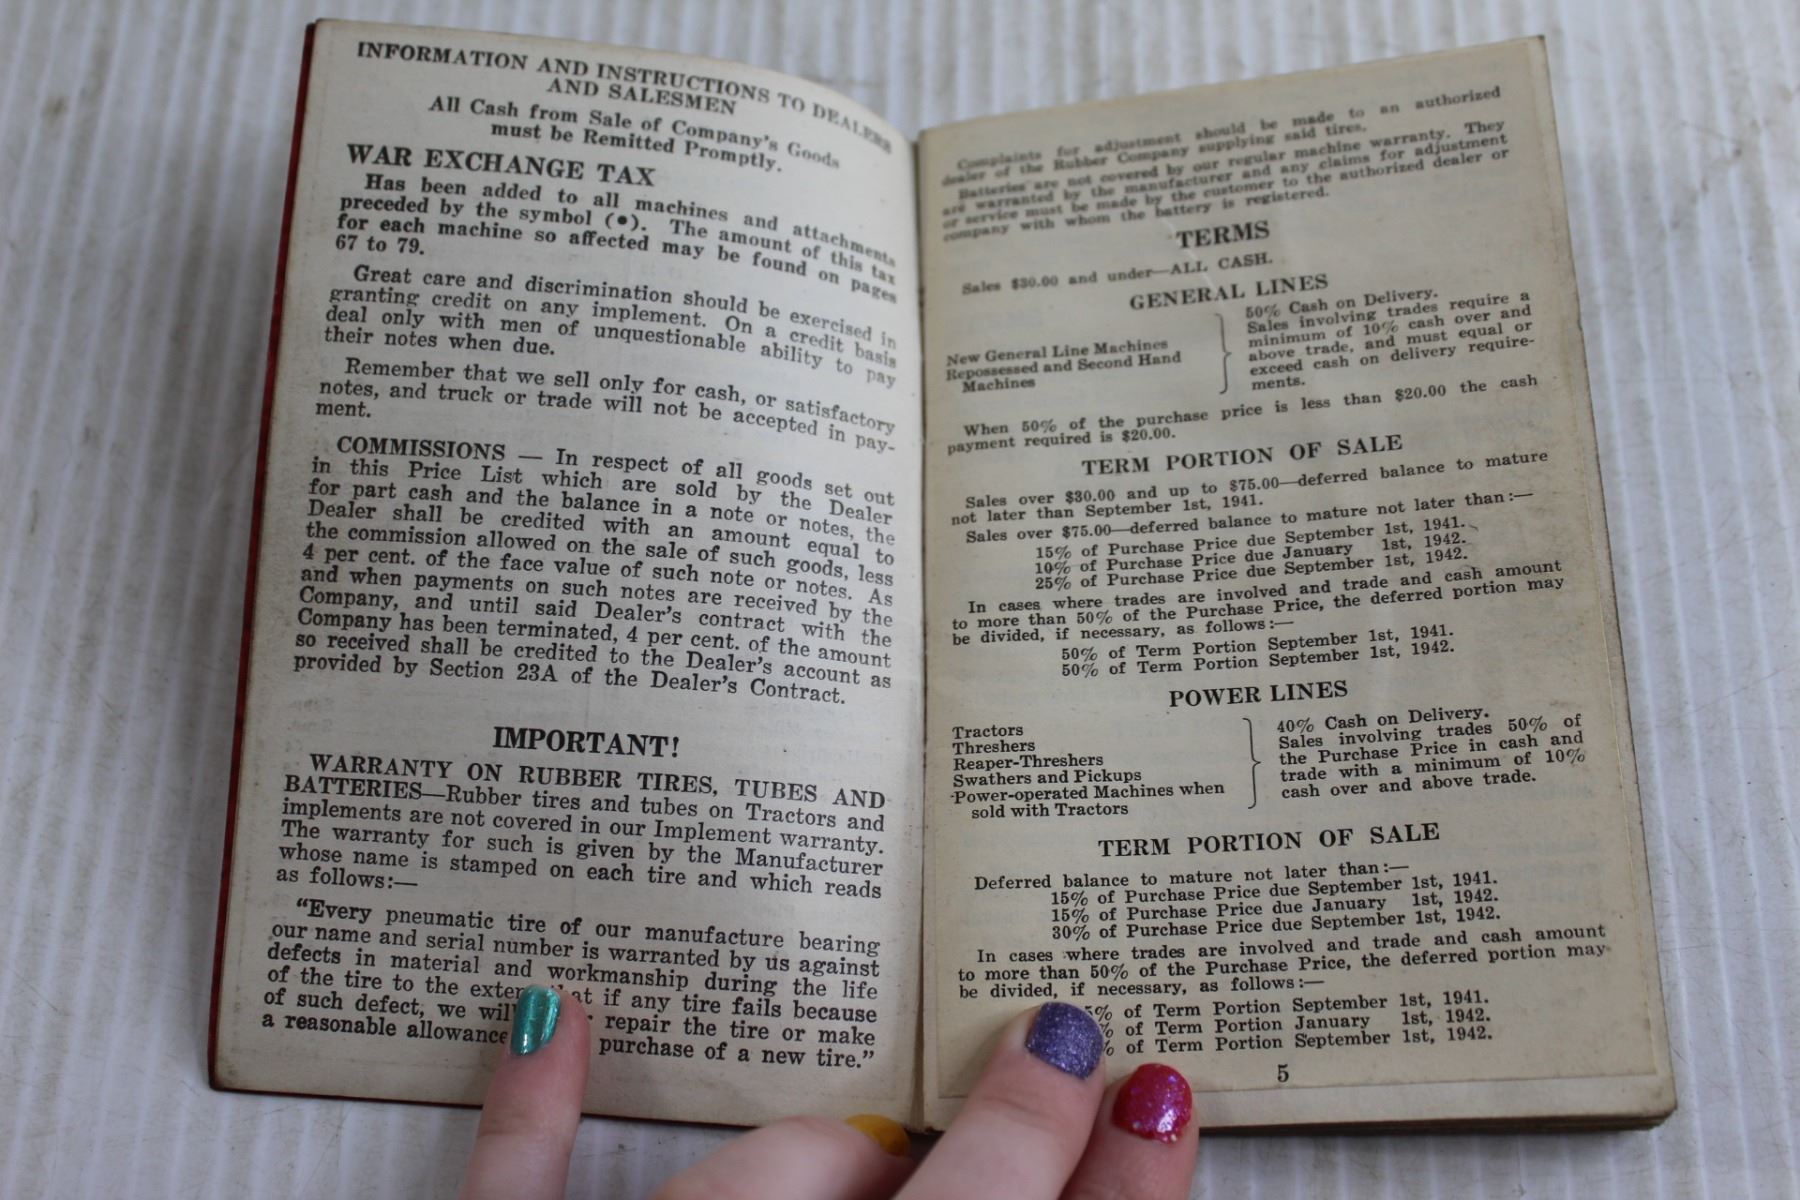 INFORMATION AND INSTRUCTIONS TO DEALERS
AND SALESMEN
All Cash from Sale of Company's Goods
must be Remitted Promptly.
WAR EXCHANGE TAX
Has been added to all machines and attachments
preceded by the symbol (●). The amount of this tax
for each machine so affected may be found on pages
67 to 79.
Great care and discrimination should be exercised in
granting credit on any implement. On a credit basis
deal only with men of unquestionable ability to pay
their notes when due.
Remember that we sell only for cash, or satisfactory
notes, and truck or trade will not be accepted in pay-
ment.
COMMISSIONS — In respect of all goods set out
in this Price List which are sold by the Dealer
for part cash and the balance in a note or notes, the
Dealer shall be credited with an amount equal to
the commission allowed on the sale of such goods, less
4 per cent. of the face value of such note or notes. As
and when payments on such notes are received by the
Company, and until said Dealer's contract with the
Company has been terminated, 4 per cent. of the amount
so received shall be credited to the Dealer's account as
provided by Section 23A of the Dealer's Contract.
IMPORTANT!
WARRANTY ON RUBBER TIRES, TUBES AND
BATTERIES—Rubber tires and tubes on Tractors and
implements are not covered in our Implement warranty.
The warranty for such is given by the Manufacturer
whose name is stamped on each tire and which reads
as follows:—
"Every pneumatic tire of our manufacture bearing
our name and serial number is warranted by us against
defects in material and workmanship during the life
of the tire to the extent that if any tire fails because
of such defect, we will repair the tire or make
a reasonable allowance purchase of a new tire."
Complaints for adjustment should be made to an authorized
dealer of the Rubber Company supplying said tires.
Batteries are not covered by our regular machine warranty. They
are warranted by the manufacturer and any claims for adjustment
or service must be made by the customer to the authorized dealer or
company with whom the battery is registered.
TERMS
Sales $30.00 and under—ALL CASH.
GENERAL LINES
New General Line Machines
Repossessed and Second Hand
Machines
50% Cash on Delivery.
Sales involving trades require a
minimum of 10% cash over and
above trade, and must equal or
exceed cash on delivery require-
ments.
When 50% of the purchase price is less than $20.00 the cash
payment required is $20.00.
TERM PORTION OF SALE
Sales over $30.00 and up to $75.00—deferred balance to mature
not later than September 1st, 1941.
Sales over $75.00—deferred balance to mature not later than:—
15% of Purchase Price due September 1st, 1941.
10% of Purchase Price due January 1st, 1942.
25% of Purchase Price due September 1st, 1942.
In cases where trades are involved and trade and cash amount
to more than 50% of the Purchase Price, the deferred portion may
be divided, if necessary, as follows:—
50% of Term Portion September 1st, 1941.
50% of Term Portion September 1st, 1942.
POWER LINES
Tractors
Threshers
Reaper-Threshers
Swathers and Pickups
Power-operated Machines when
sold with Tractors
40% Cash on Delivery.
Sales involving trades 50% of
the Purchase Price in cash and
trade with a minimum of 10%
cash over and above trade.
TERM PORTION OF SALE
Deferred balance to mature not later than:—
15% of Purchase Price due September 1st, 1941.
15% of Purchase Price due January 1st, 1942.
30% of Purchase Price due September 1st, 1942.
In cases where trades are involved and trade and cash amount
to more than 50% of the Purchase Price, the deferred portion may
be divided, if necessary, as follows:—
of Term Portion September 1st, 1941.
of Term Portion January 1st, 1942.
of Term Portion September 1st, 1942.
5